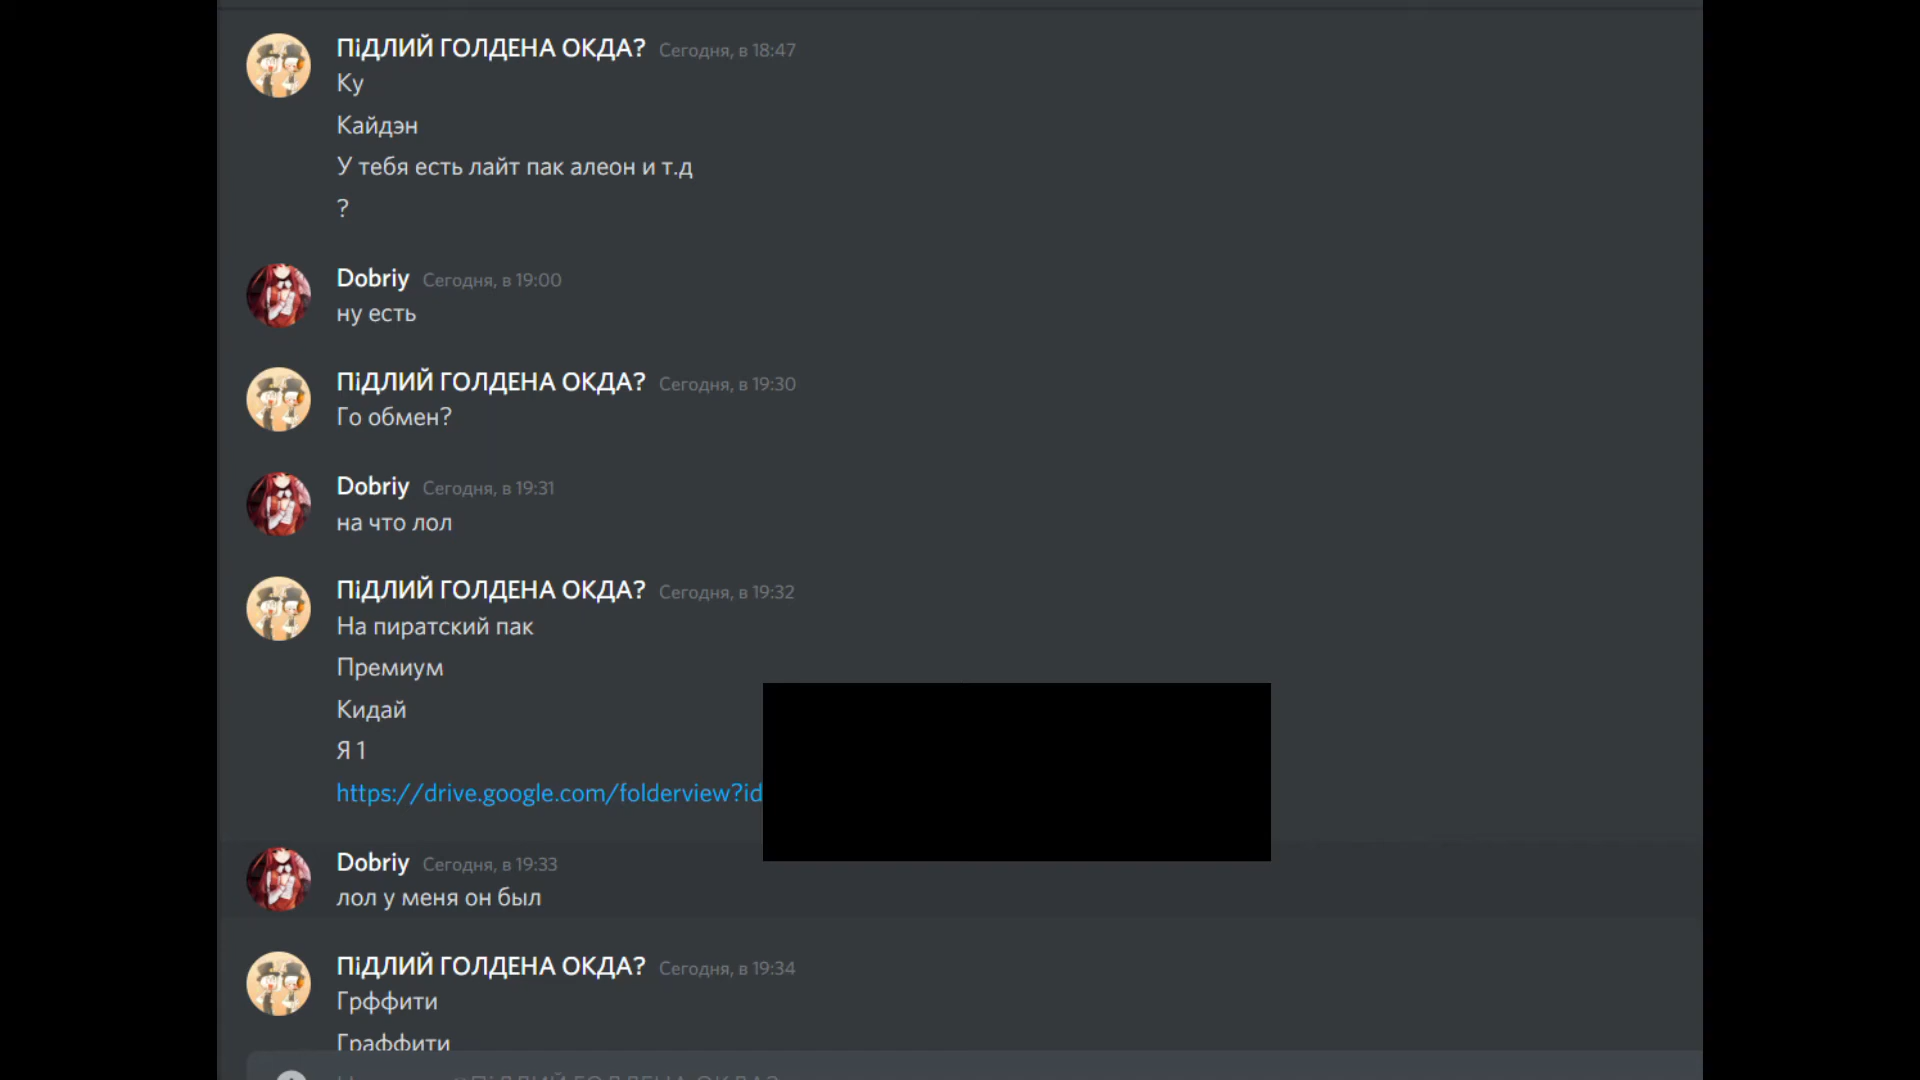 ПіДЛИЙ ГОЛДЕНА ОКДА? Сегодня, в 18:47
Ку
Кайдэн
У тебя есть лайт пак алеон и т.д
?
Dobriy Сегодня, в 19:00
ну есть
ПіДЛИЙ ГОЛДЕНА ОКДА? Сегодня, в 19:30
Го обмен?
Dobriy Сегодня, в 19:31
на что лол
ПіДЛИЙ ГОЛДЕНА ОКДА? Сегодня, в 19:32
На пиратский пак
Премиум
Кидай
Я 1
https://drive.google.com/folderview?id
Dobriy Сегодня, в 19:33
лол у меня он был
ПіДЛИЙ ГОЛДЕНА ОКДА? Сегодня, в 19:34
Грффити
Граффити